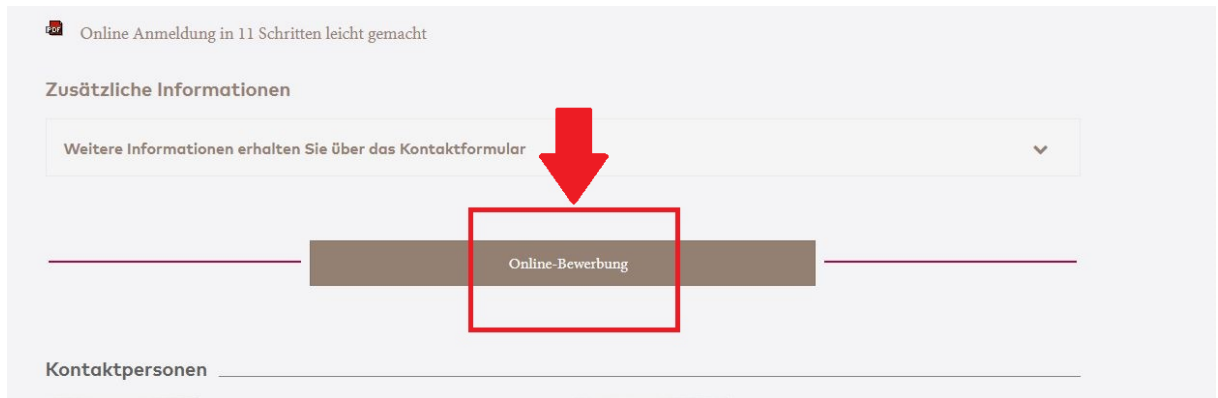 PDF
Online Anmeldung in 11 Schritten leicht gemacht
Zusätzliche Informationen
Weitere Informationen erhalten Sie über das Kontaktformular
Online-Bewerbung
Kontaktpersonen